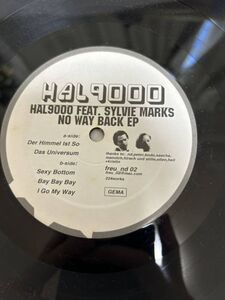 HAL9000
HAL9000 FEAT. SYLVIE MARKS
NO WAY BACK EP
a-side:
Der Himmel Ist So
Das Universum
b-side:
Sexy Bottom
Bay Bay Bay
I Go My Way
freu_nd 02
224works
GEMA